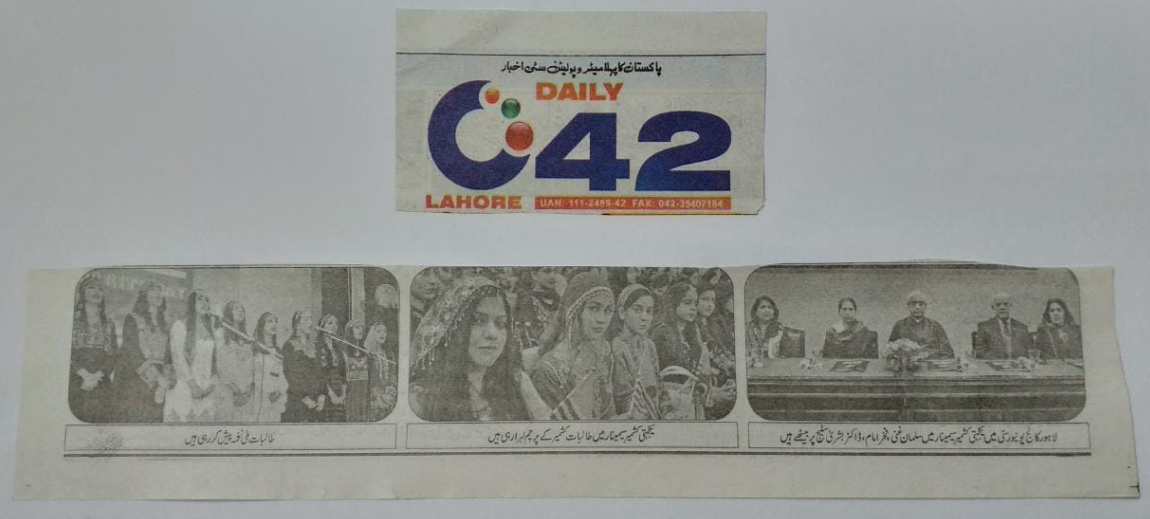 پاکستان کا پہلا میٹرو پولیٹن سٹی اخبار
DAILY
42
LAHORE
UAN: 111-2489-42 FAX: 042-35407184
لاہور کالج یونیورسٹی میں یکجہتی کشمیر سیمینار میں سلمان غنی، فخر امام، ڈاکٹر بشریٰ سٹیج پر بیٹھے ہیں
یکجہتی کشمیر سیمینار میں طالبات کشمیر کے پرچم لہرا رہی ہیں
طالبات ملی نغمہ پیش کر رہی ہیں